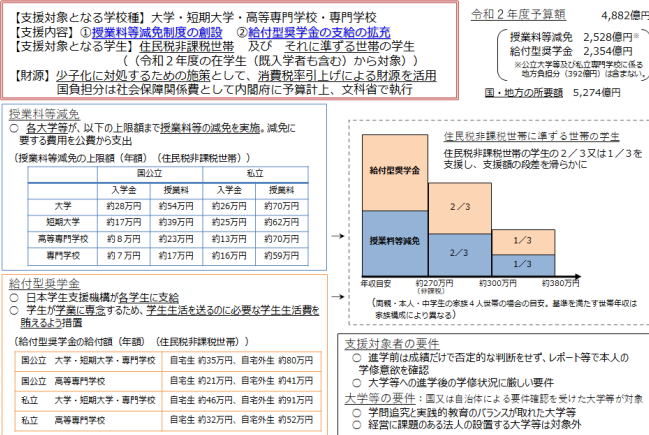 【支援対象となる学校種】大学・短期大学・高等専門学校・専門学校
【支援内容】①授業料等減免制度の創設　②給付型奨学金の支給の拡充
【支援対象となる学生】住民税非課税世帯　及び　それに準ずる世帯の学生
（（令和２年度の在学生（既入学者も含む）から対象））
【財源】少子化に対処するための施策として、消費税率引上げによる財源を活用
国負担分は社会保障関係費として内閣府に予算計上、文科省で執行
令和２年度予算額　4,882億円
授業料等減免　2,528億円※
給付型奨学金　2,354億円
※公立大学等及び私立専門学校に係る
地方負担分（392億円）は含まない。
国・地方の所要額　5,274億円
授業料等減免
○　各大学等が、以下の上限額まで授業料等の減免を実施。減免に
要する費用を公費から支出
（授業料等減免の上限額（年額）（住民税非課税世帯））
国公立　私立
入学金　授業料　入学金　授業料
大学　約28万円　約54万円　約26万円　約70万円
短期大学　約17万円　約39万円　約25万円　約62万円
高等専門学校　約８万円　約23万円　約13万円　約70万円
専門学校　約７万円　約17万円　約16万円　約59万円
給付型奨学金
○　日本学生支援機構が各学生に支給
○　学生が学業に専念するため、学生生活を送るのに必要な学生生活費を
賄えるよう措置
（給付型奨学金の給付額（年額）（住民税非課税世帯））
国公立　大学・短期大学・専門学校　自宅生 約35万円、自宅外生 約80万円
国公立　高等専門学校　自宅生 約21万円、自宅外生 約41万円
私立　大学・短期大学・専門学校　自宅生 約46万円、自宅外生 約91万円
私立　高等専門学校　自宅生 約32万円、自宅外生 約52万円
住民税非課税世帯に準ずる世帯の学生
住民税非課税世帯の学生の２／３又は１／３を
支援し、支援額の段差を滑らかに
給付型奨学金
２／３
１／３
授業料等減免
２／３
１／３
年収目安　約270万円　約300万円　約380万円
（非課税）
（両親・本人・中学生の家族４人世帯の場合の目安。基準を満たす世帯年収は
家族構成により異なる）
支援対象者の要件
○　進学前は成績だけで否定的な判断をせず、レポート等で本人の
学修意欲を確認
○　大学等への進学後の学修状況に厳しい要件
大学等の要件：国又は自治体による要件確認を受けた大学等が対象
○　学問追究と実践的教育のバランスが取れた大学等
○　経営に課題のある法人の設置する大学等は対象外